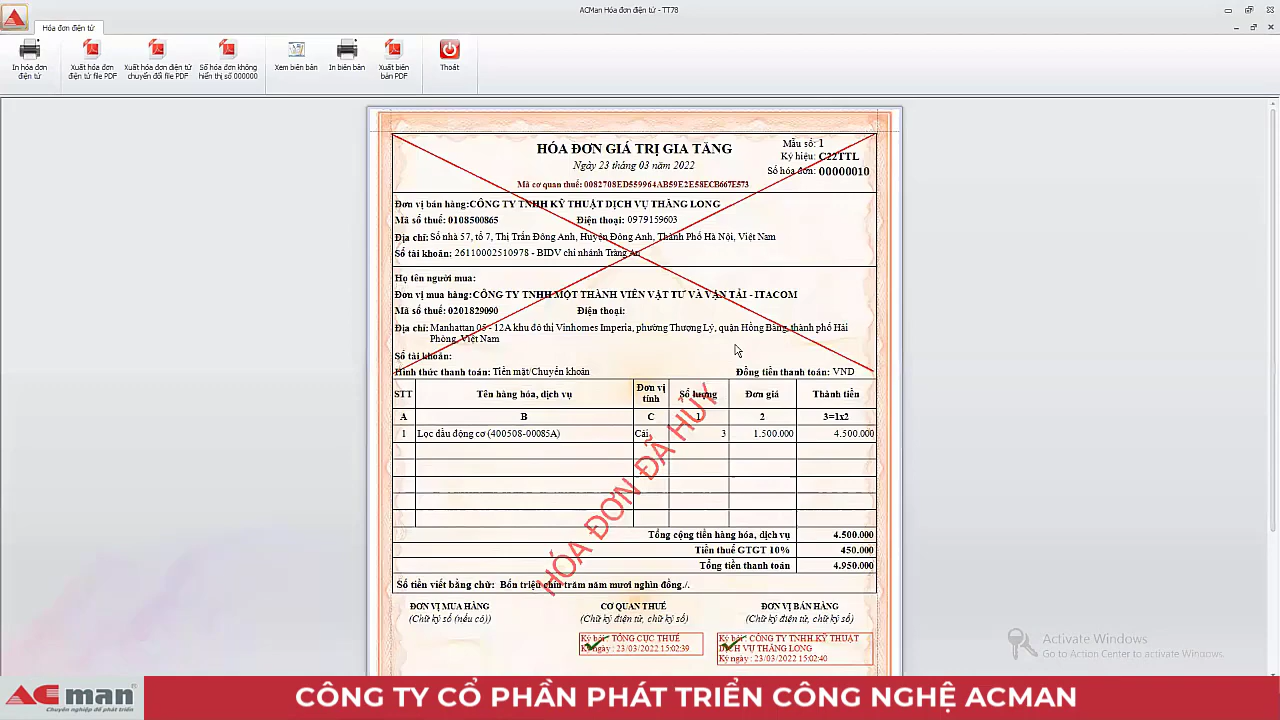 ACMan Hóa đơn điện tử - TT78
Hóa đơn điện tử
In hóa đơn điện tử
Xuất hóa đơn điện tử file PDF
Xuất hóa đơn điện tử chuyển đổi file PDF
Số hóa đơn không hiển thị số 000000
Xem biên bản
In biên bản
Xuất biên bản PDF
Thoát
HÓA ĐƠN GIÁ TRỊ GIA TĂNG
Ngày 23 tháng 03 năm 2022
Mẫu số: 1
Ký hiệu: C22TTL
Số hóa đơn: 00000010
Mã cơ quan thuế: 0082708ED559964AB59E2E58ECB667E573
Đơn vị bán hàng: CÔNG TY TNHH KỸ THUẬT DỊCH VỤ THĂNG LONG
Mã số thuế: 0108500865 Điện thoại: 0979159603
Địa chỉ: Số nhà 57, tổ 7, Thị Trấn Đông Anh, Huyện Đông Anh, Thành Phố Hà Nội, Việt Nam
Số tài khoản: 26110002510978 - BIDV chi nhánh Tràng An
Họ tên người mua:
Đơn vị mua hàng: CÔNG TY TNHH MỘT THÀNH VIÊN VẬT TƯ VÀ VẬN TẢI - ITACOM
Mã số thuế: 0201829090 Điện thoại:
Địa chỉ: Manhattan 05 - 12A khu đô thị Vinhomes Imperia, phường Thượng Lý, quận Hồng Bàng, thành phố Hải
Phòng, Việt Nam
Số tài khoản:
Hình thức thanh toán: Tiền mặt/Chuyển khoản Đồng tiền thanh toán: VND
STT Tên hàng hóa, dịch vụ Đơn vị tính Số lượng Đơn giá Thành tiền
A B C 1 2 3=1x2
1 Lọc dầu động cơ (400508-00085A) Cái 3 1.500.000 4.500.000
HÓA ĐƠN ĐÃ HỦY
Tổng cộng tiền hàng hóa, dịch vụ 4.500.000
Tiền thuế GTGT 10% 450.000
Tổng tiền thanh toán 4.950.000
Số tiền viết bằng chữ: Bốn triệu chín trăm năm mươi nghìn đồng./.
ĐƠN VỊ MUA HÀNG CƠ QUAN THUẾ ĐƠN VỊ BÁN HÀNG
(Chữ ký số (nếu có)) (Chữ ký điện tử, chữ ký số) (Chữ ký điện tử, chữ ký số)
Ký bởi: TỔNG CỤC THUẾ
Ký ngày : 23/03/2022 15:02:39
Ký bởi: CÔNG TY TNHH KỸ THUẬT
DỊCH VỤ THĂNG LONG
Ký ngày : 23/03/2022 15:02:40
Activate Windows
Go to Action Center to activate Windows.
ACman
Chuyên nghiệp để phát triển
CÔNG TY CỔ PHẦN PHÁT TRIỂN CÔNG NGHỆ ACMAN